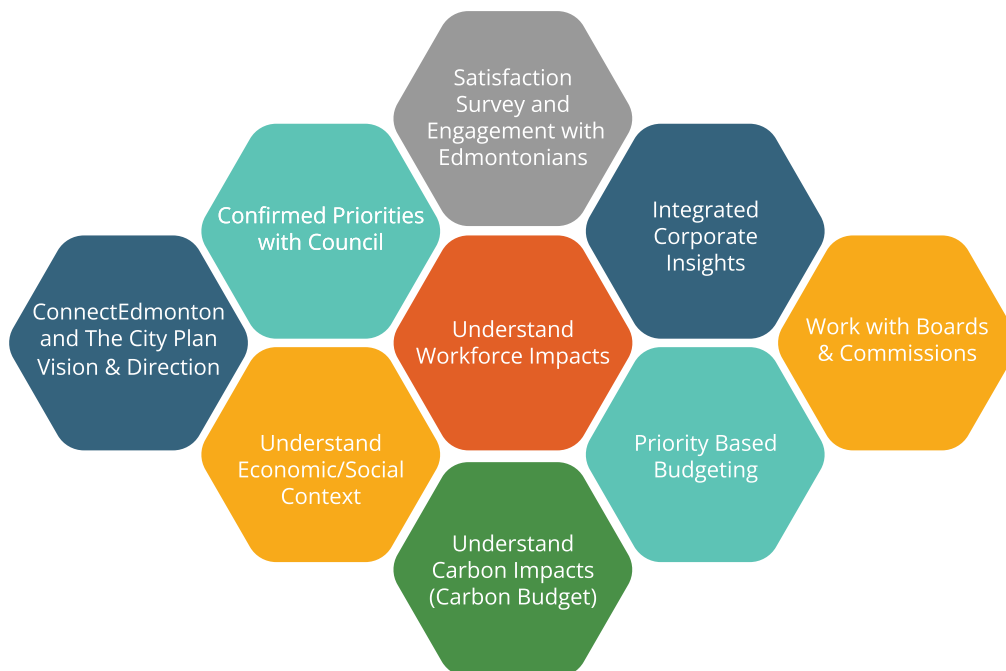 Satisfaction
Survey and
Engagement with
Edmontonians
Confirmed Priorities
with Council
Integrated
Corporate
Insights
ConnectEdmonton
and The City Plan
Vision & Direction
Understand
Workforce Impacts
Work with Boards
& Commissions
Understand
Economic/Social
Context
Priority Based
Budgeting
Understand
Carbon Impacts
(Carbon Budget)